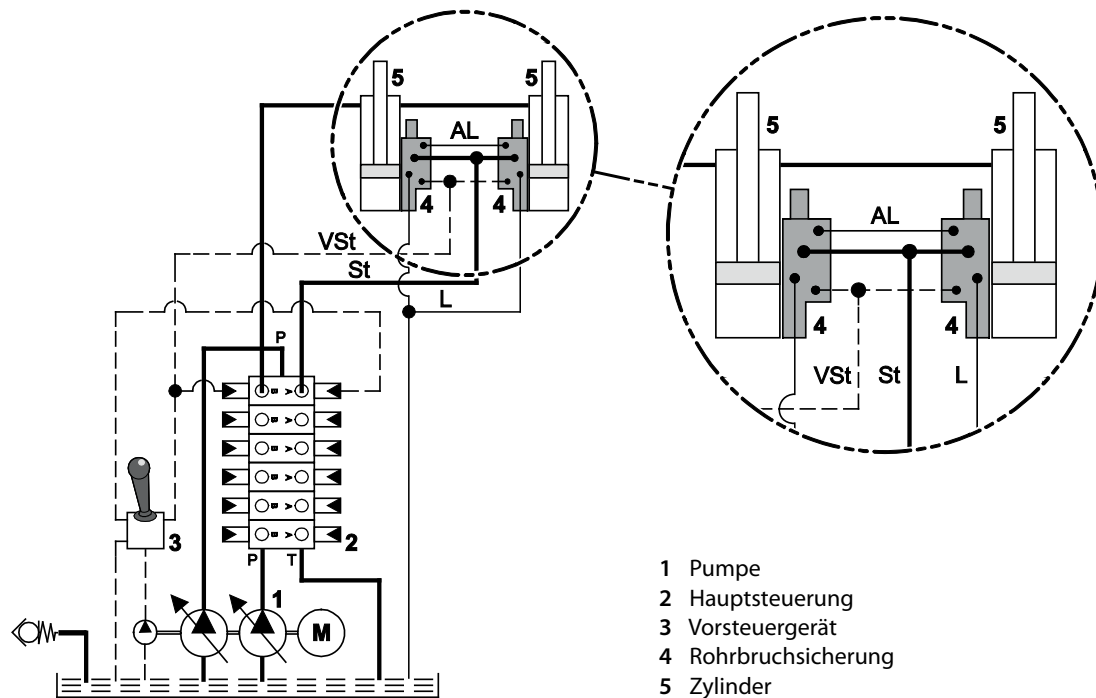 5
5
AL
4
4
VSt
St
L
P
B A
B A
B A
B A
B A
B A
3
2
P T
1
M
5
5
AL
4
4
VSt St L
1 Pumpe
2 Hauptsteuerung
3 Vorsteuergerät
4 Rohrbruchsicherung
5 Zylinder